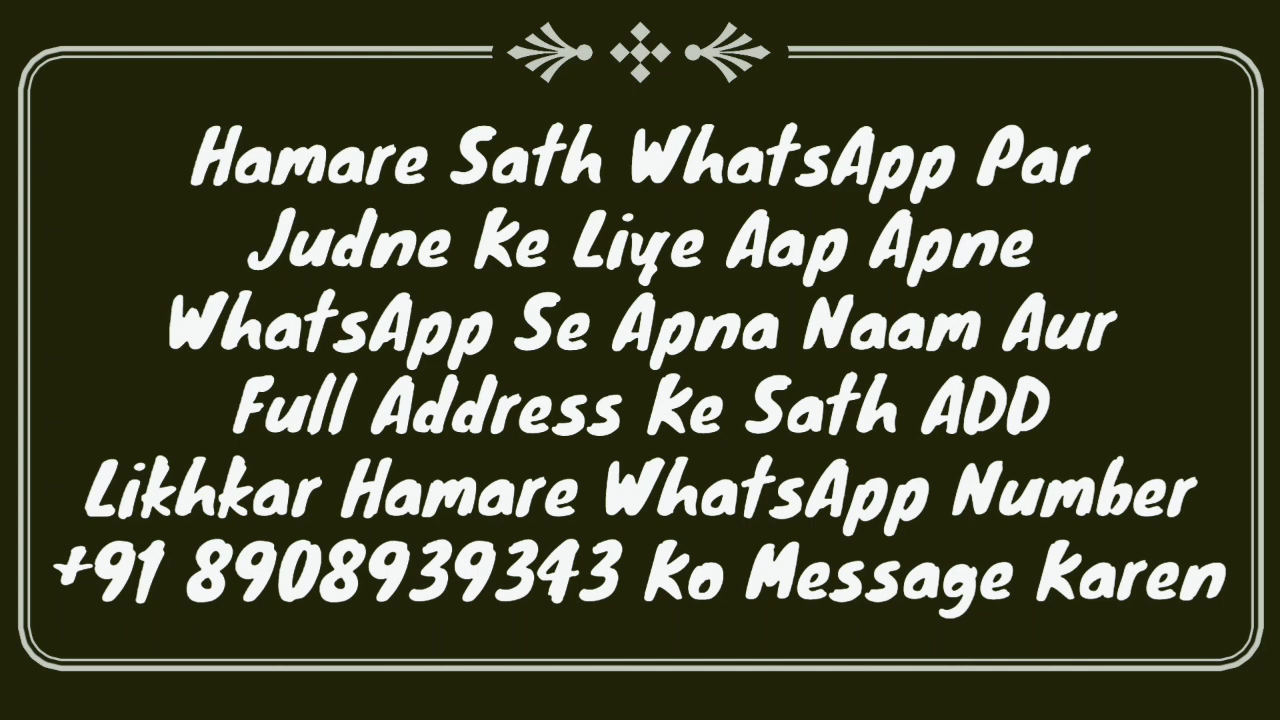 Hamare Sath WhatsApp Par
Judne Ke Liye Aap Apne
WhatsApp Se Apna Naam Aur
Full Address Ke Sath ADD
Likhkar Hamare WhatsApp Number
+91 8908939343 Ko Message Karen